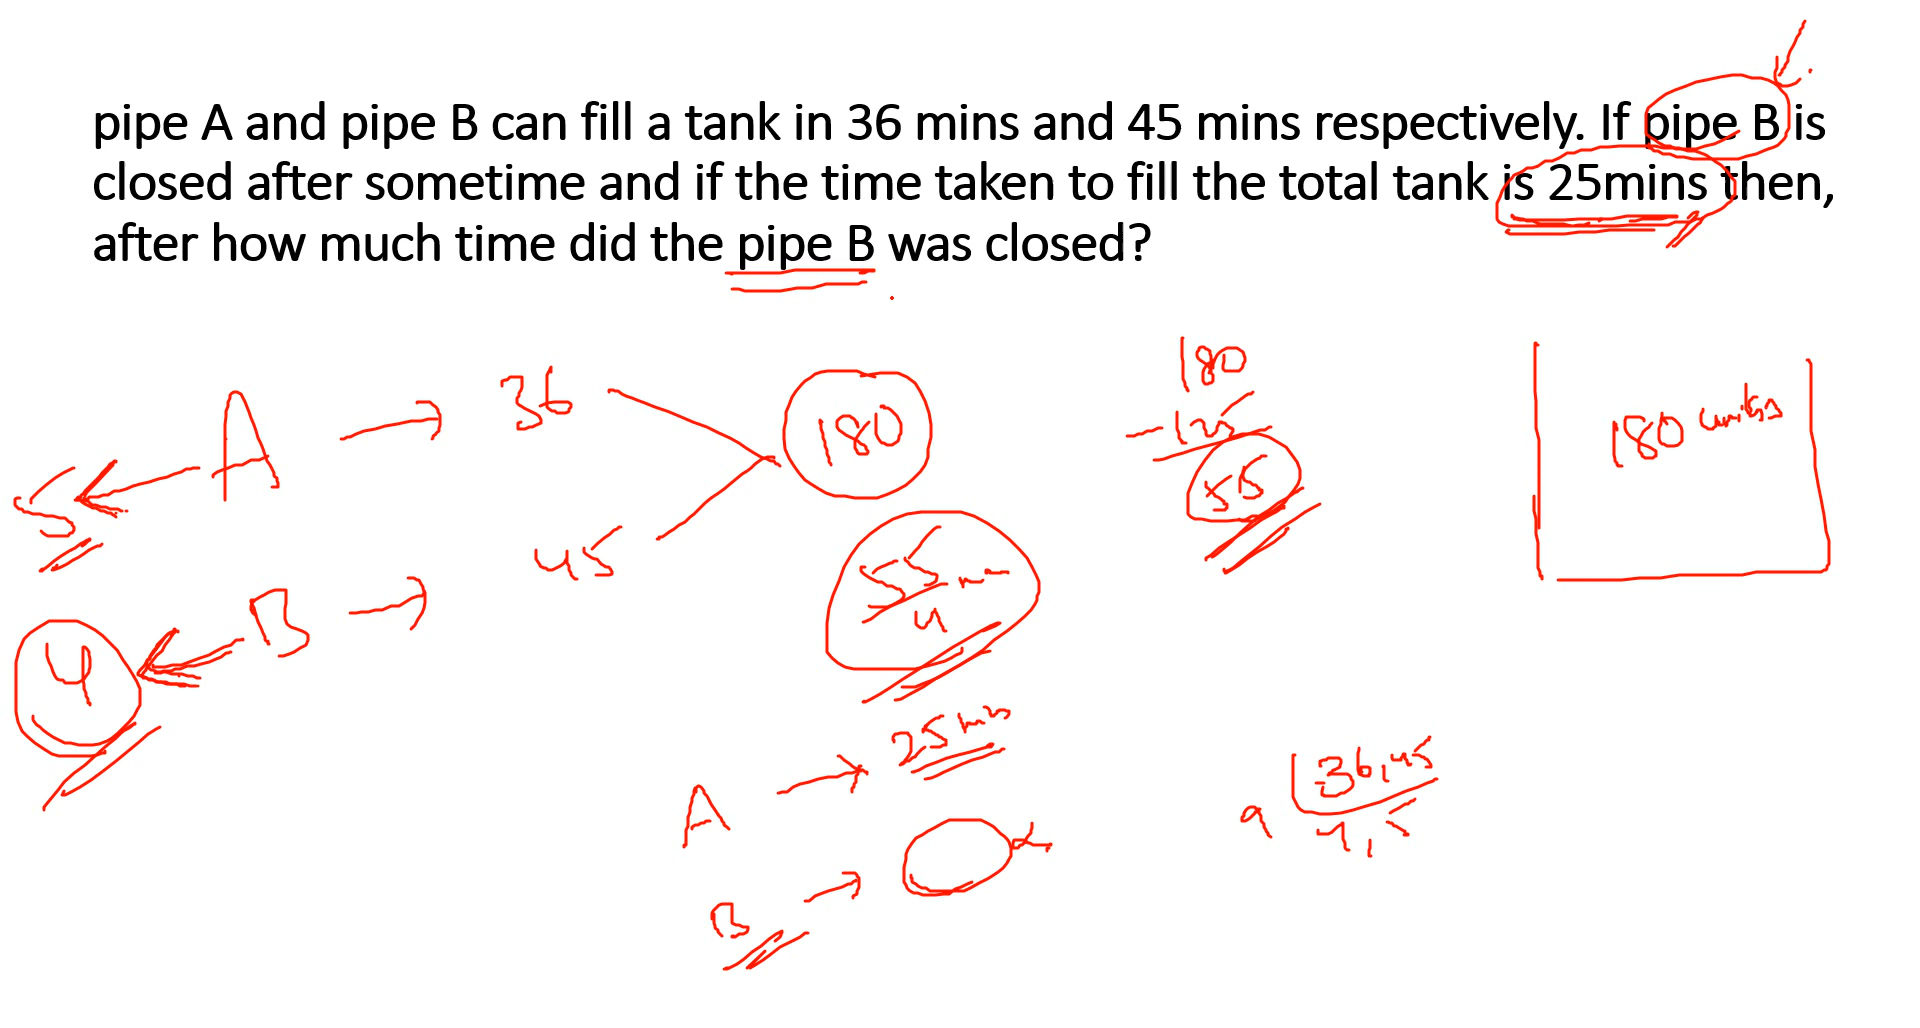 pipe A and pipe B can fill a tank in 36 mins and 45 mins respectively. If pipe B is
closed after sometime and if the time taken to fill the total tank is 25mins then,
after how much time did the pipe B was closed?
5 ← A → 36
180
180
-125
55
180 units
4 ← B → 45
55
4
A → 25 mins
B →
9 36,45
4,5